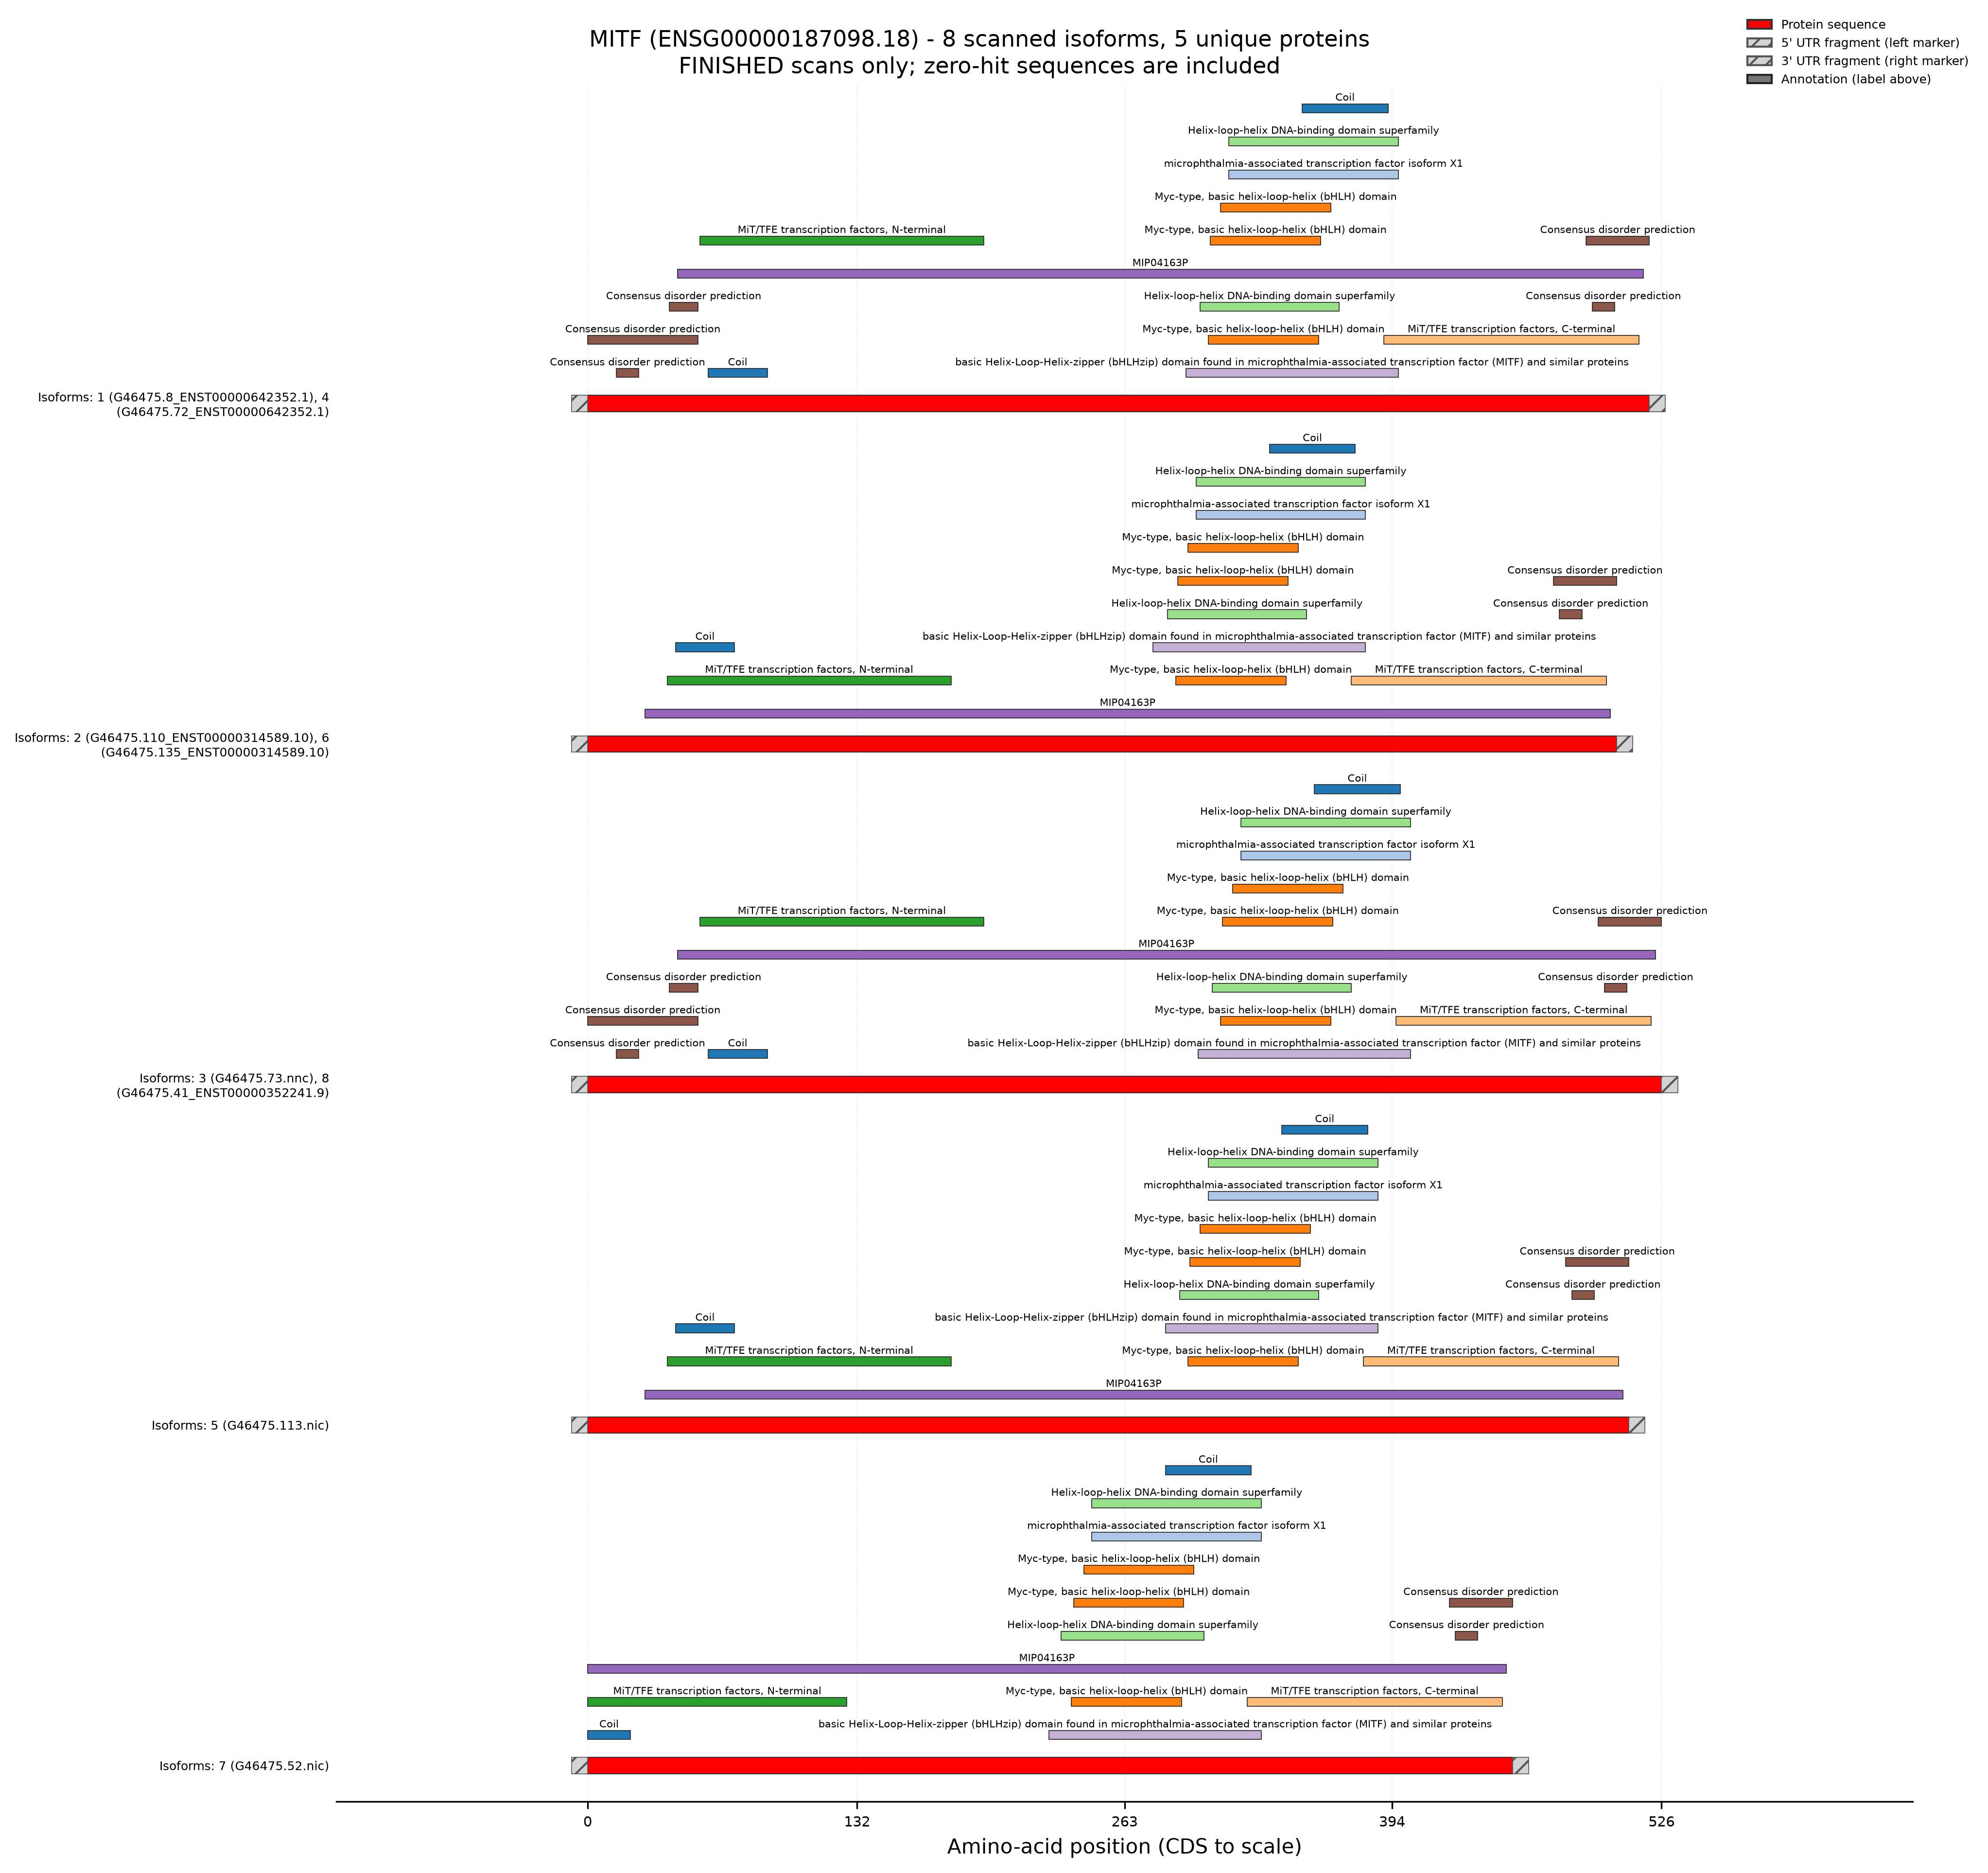 MITF (ENSG00000187098.18) - 8 scanned isoforms, 5 unique proteins
FINISHED scans only; zero-hit sequences are included
Protein sequence
5' UTR fragment (left marker)
3' UTR fragment (right marker)
Annotation (label above)
Coil
Helix-loop-helix DNA-binding domain superfamily
microphthalmia-associated transcription factor isoform X1
Myc-type, basic helix-loop-helix (bHLH) domain
MiT/TFE transcription factors, N-terminal
Myc-type, basic helix-loop-helix (bHLH) domain
Consensus disorder prediction
MIP04163P
Consensus disorder prediction
Helix-loop-helix DNA-binding domain superfamily
Consensus disorder prediction
Consensus disorder prediction
Myc-type, basic helix-loop-helix (bHLH) domain
MiT/TFE transcription factors, C-terminal
Consensus disorder prediction
Coil
basic Helix-Loop-Helix-zipper (bHLHzip) domain found in microphthalmia-associated transcription factor (MITF) and similar proteins
Isoforms: 1 (G46475.8_ENST00000642352.1), 4
(G46475.72_ENST00000642352.1)
Coil
Helix-loop-helix DNA-binding domain superfamily
microphthalmia-associated transcription factor isoform X1
Myc-type, basic helix-loop-helix (bHLH) domain
Myc-type, basic helix-loop-helix (bHLH) domain
Consensus disorder prediction
Helix-loop-helix DNA-binding domain superfamily
Consensus disorder prediction
Coil
basic Helix-Loop-Helix-zipper (bHLHzip) domain found in microphthalmia-associated transcription factor (MITF) and similar proteins
MiT/TFE transcription factors, N-terminal
Myc-type, basic helix-loop-helix (bHLH) domain
MiT/TFE transcription factors, C-terminal
MIP04163P
Isoforms: 2 (G46475.110_ENST00000314589.10), 6
(G46475.135_ENST00000314589.10)
Coil
Helix-loop-helix DNA-binding domain superfamily
microphthalmia-associated transcription factor isoform X1
Myc-type, basic helix-loop-helix (bHLH) domain
MiT/TFE transcription factors, N-terminal
Myc-type, basic helix-loop-helix (bHLH) domain
Consensus disorder prediction
MIP04163P
Consensus disorder prediction
Helix-loop-helix DNA-binding domain superfamily
Consensus disorder prediction
Consensus disorder prediction
Myc-type, basic helix-loop-helix (bHLH) domain
MiT/TFE transcription factors, C-terminal
Consensus disorder prediction
Coil
basic Helix-Loop-Helix-zipper (bHLHzip) domain found in microphthalmia-associated transcription factor (MITF) and similar proteins
Isoforms: 3 (G46475.73.nnc), 8
(G46475.41_ENST00000352241.9)
Coil
Helix-loop-helix DNA-binding domain superfamily
microphthalmia-associated transcription factor isoform X1
Myc-type, basic helix-loop-helix (bHLH) domain
Myc-type, basic helix-loop-helix (bHLH) domain
Consensus disorder prediction
Helix-loop-helix DNA-binding domain superfamily
Consensus disorder prediction
Coil
basic Helix-Loop-Helix-zipper (bHLHzip) domain found in microphthalmia-associated transcription factor (MITF) and similar proteins
MiT/TFE transcription factors, N-terminal
Myc-type, basic helix-loop-helix (bHLH) domain
MiT/TFE transcription factors, C-terminal
MIP04163P
Isoforms: 5 (G46475.113.nic)
Coil
Helix-loop-helix DNA-binding domain superfamily
microphthalmia-associated transcription factor isoform X1
Myc-type, basic helix-loop-helix (bHLH) domain
Myc-type, basic helix-loop-helix (bHLH) domain
Consensus disorder prediction
Helix-loop-helix DNA-binding domain superfamily
Consensus disorder prediction
MIP04163P
MiT/TFE transcription factors, N-terminal
Myc-type, basic helix-loop-helix (bHLH) domain
MiT/TFE transcription factors, C-terminal
Coil
basic Helix-Loop-Helix-zipper (bHLHzip) domain found in microphthalmia-associated transcription factor (MITF) and similar proteins
Isoforms: 7 (G46475.52.nic)
0
132
263
394
526
Amino-acid position (CDS to scale)